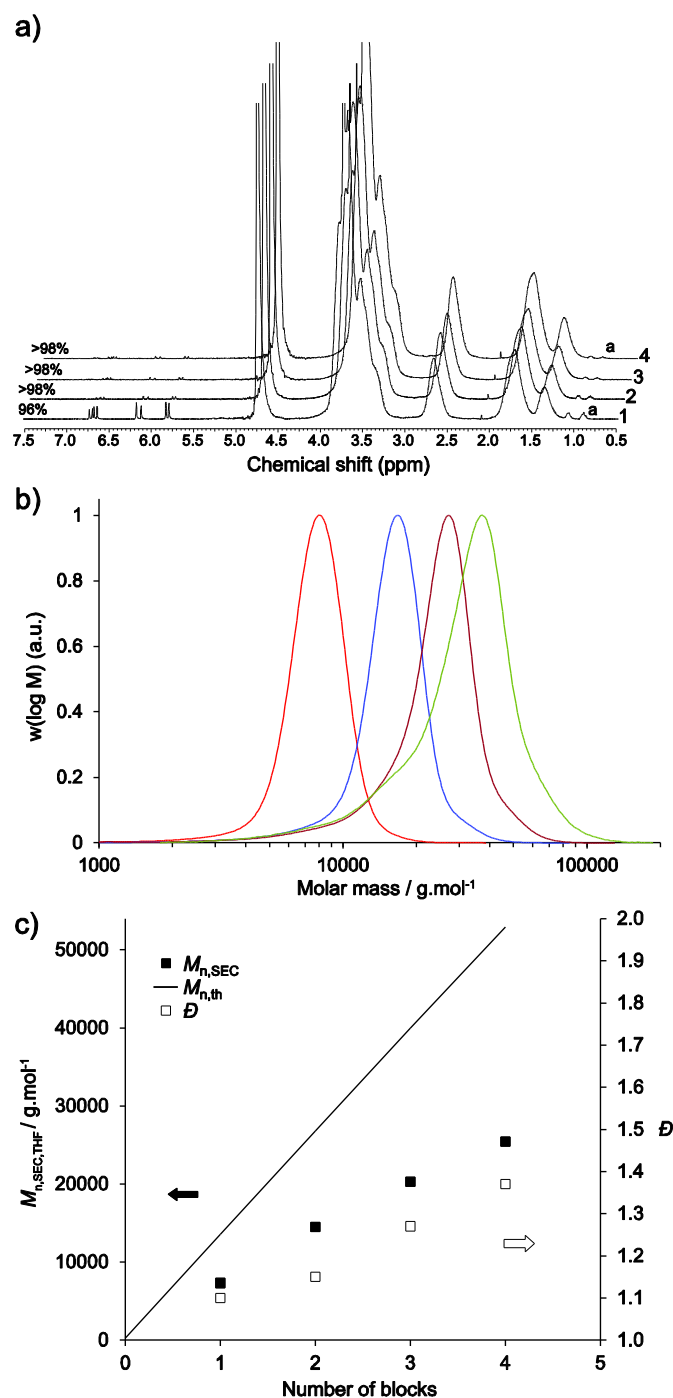 a)
>98% a 4
>98% 3
>98% 2
96% a 1
7.5 7.0 6.5 6.0 5.5 5.0 4.5 4.0 3.5 3.0 2.5 2.0 1.5 1.0 0.5
Chemical shift (ppm)
b)
w(log M) (a.u.)
1
0.8
0.6
0.4
0.2
0
1000 10000 100000
Molar mass / g.mol⁻¹
c)
M_n,SEC
M_n,th
Đ
M_n,SEC,THF / g.mol⁻¹
50000
40000
30000
20000
10000
0
2.0
1.9
1.8
1.7
1.6
1.5
1.4
1.3
1.2
1.1
1.0
Đ
0 1 2 3 4 5
Number of blocks